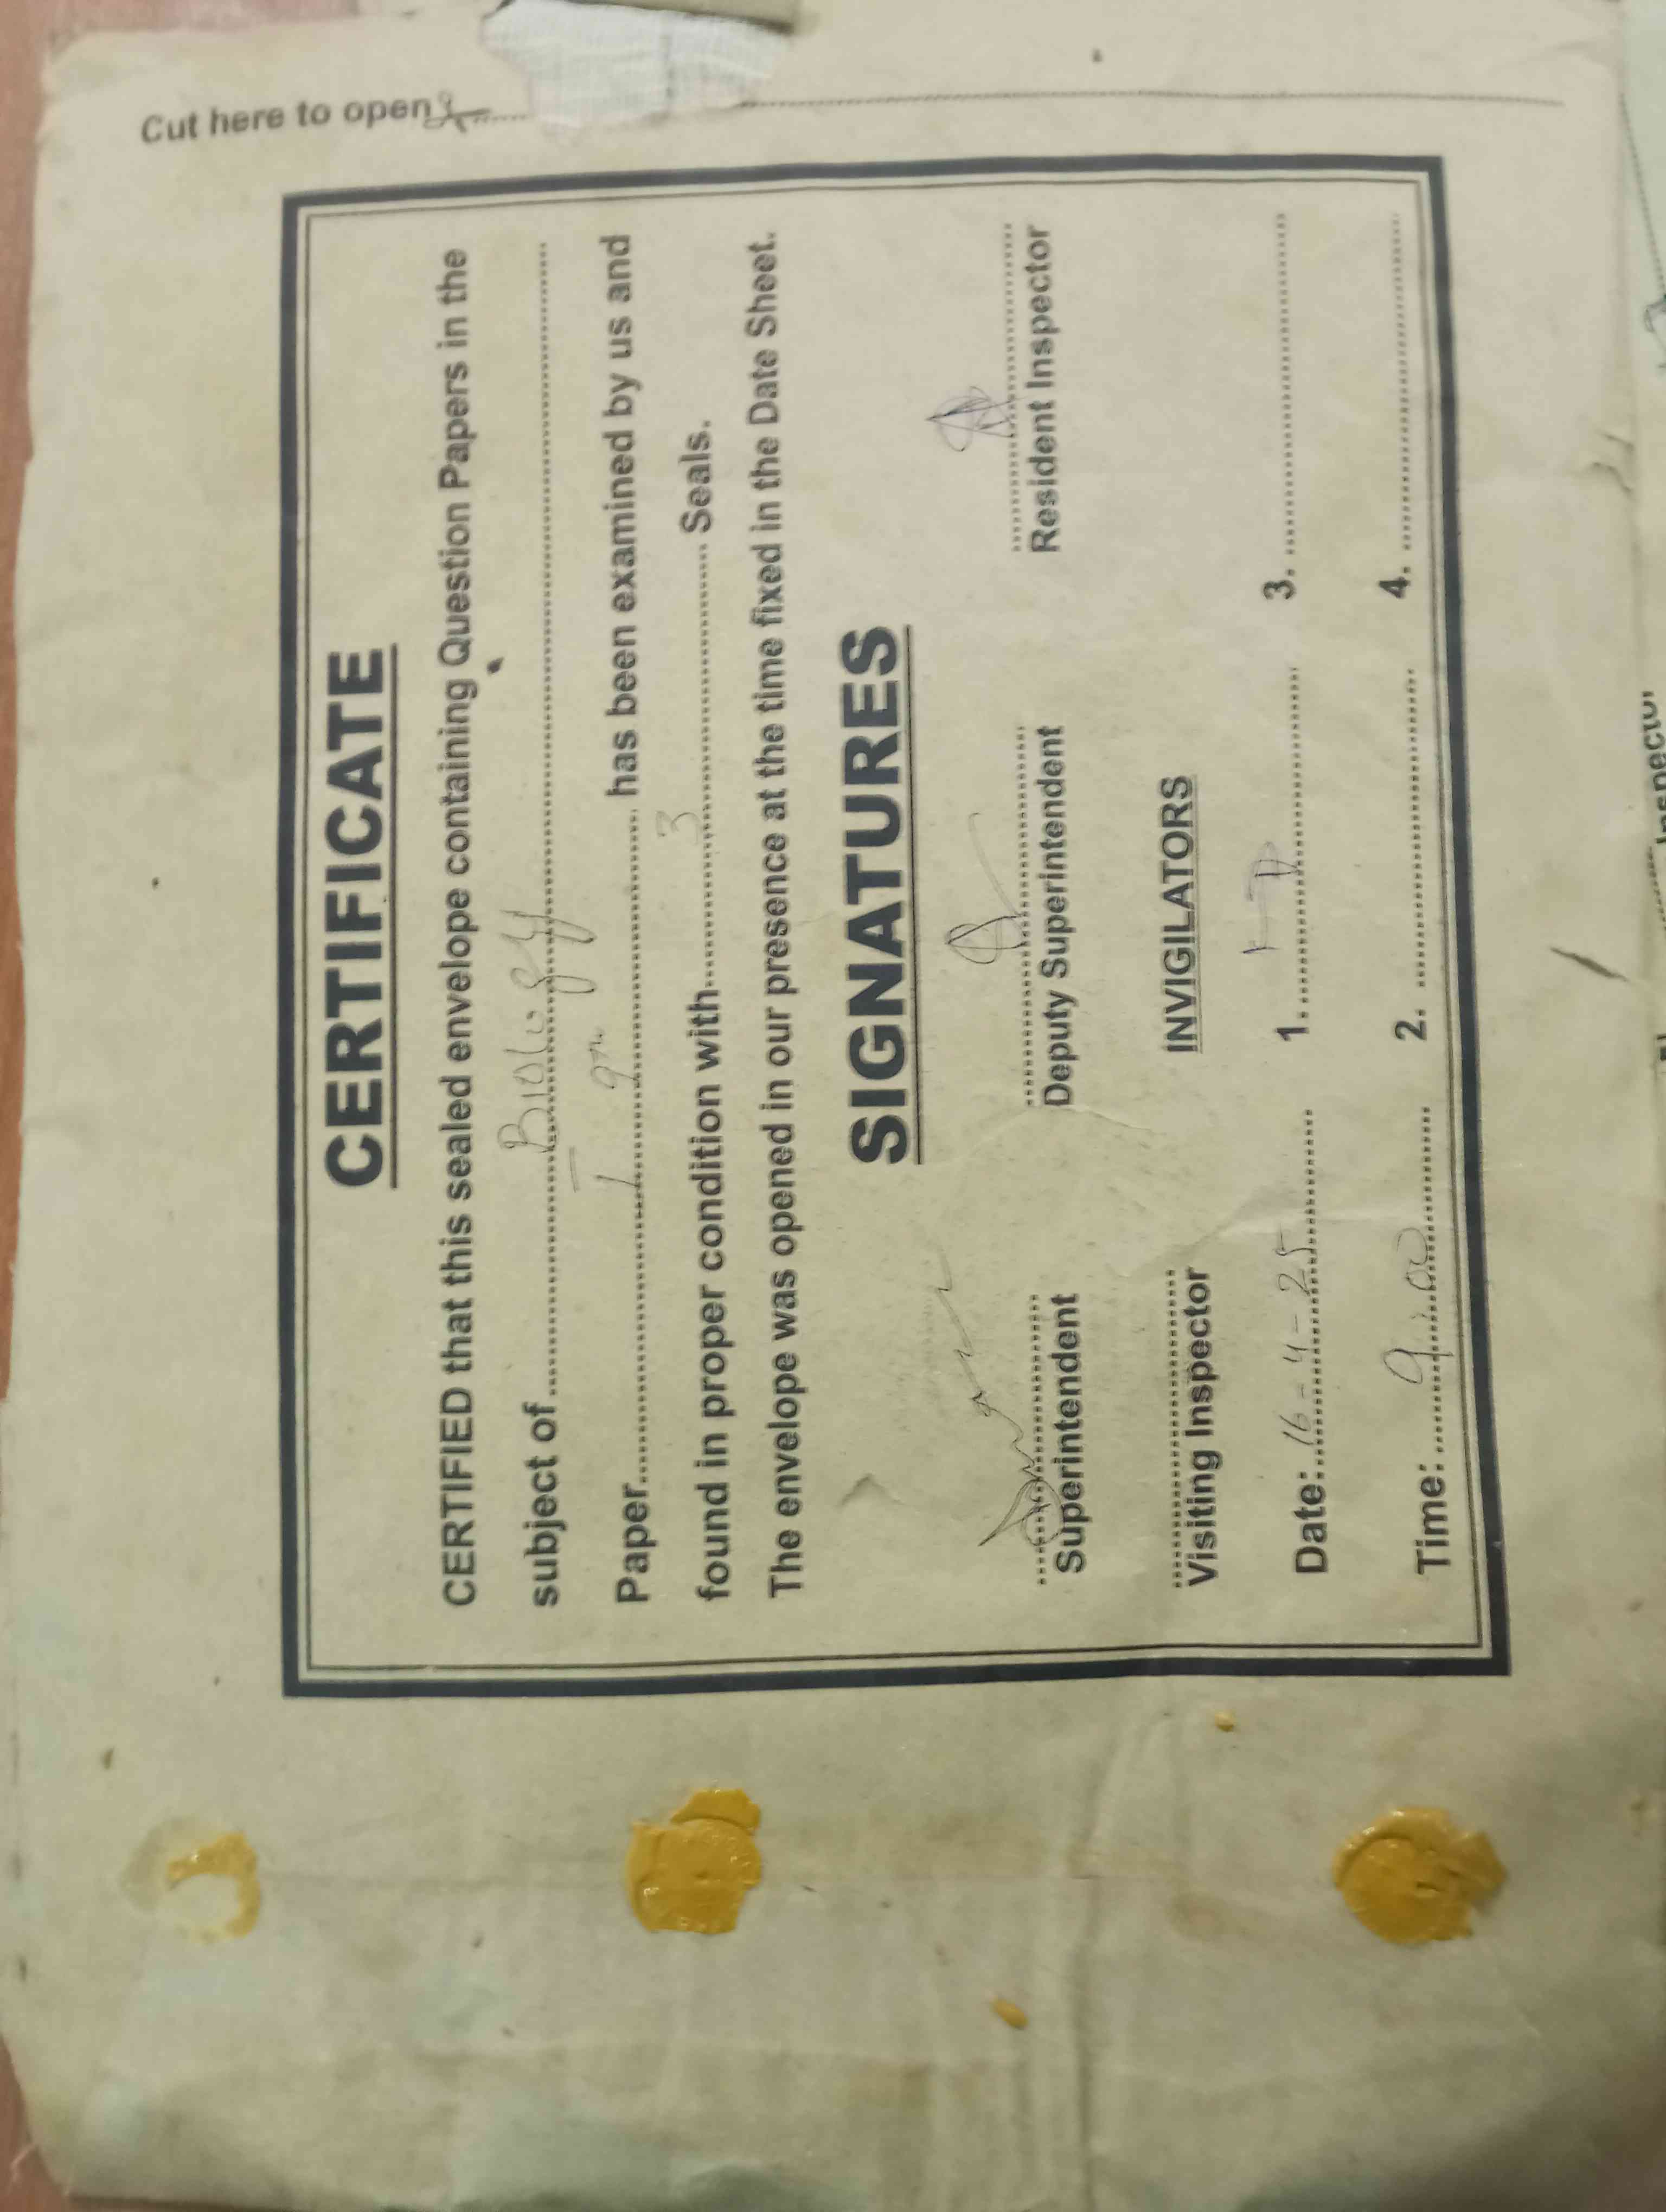 Cut here to open
CERTIFICATE
CERTIFIED that this sealed envelope containing Question Papers in the
subject of .......... Biology ..........
Paper.......... I 9th .......... has been examined by us and
found in proper condition with.......... 3 .......... Seals.
The envelope was opened in our presence at the time fixed in the Date Sheet.
SIGNATURES
Superintendent Deputy Superintendent Resident Inspector
Visiting Inspector INVIGILATORS
Date: 16-4-25 1. 3.
Time: 9:00 2. 4.